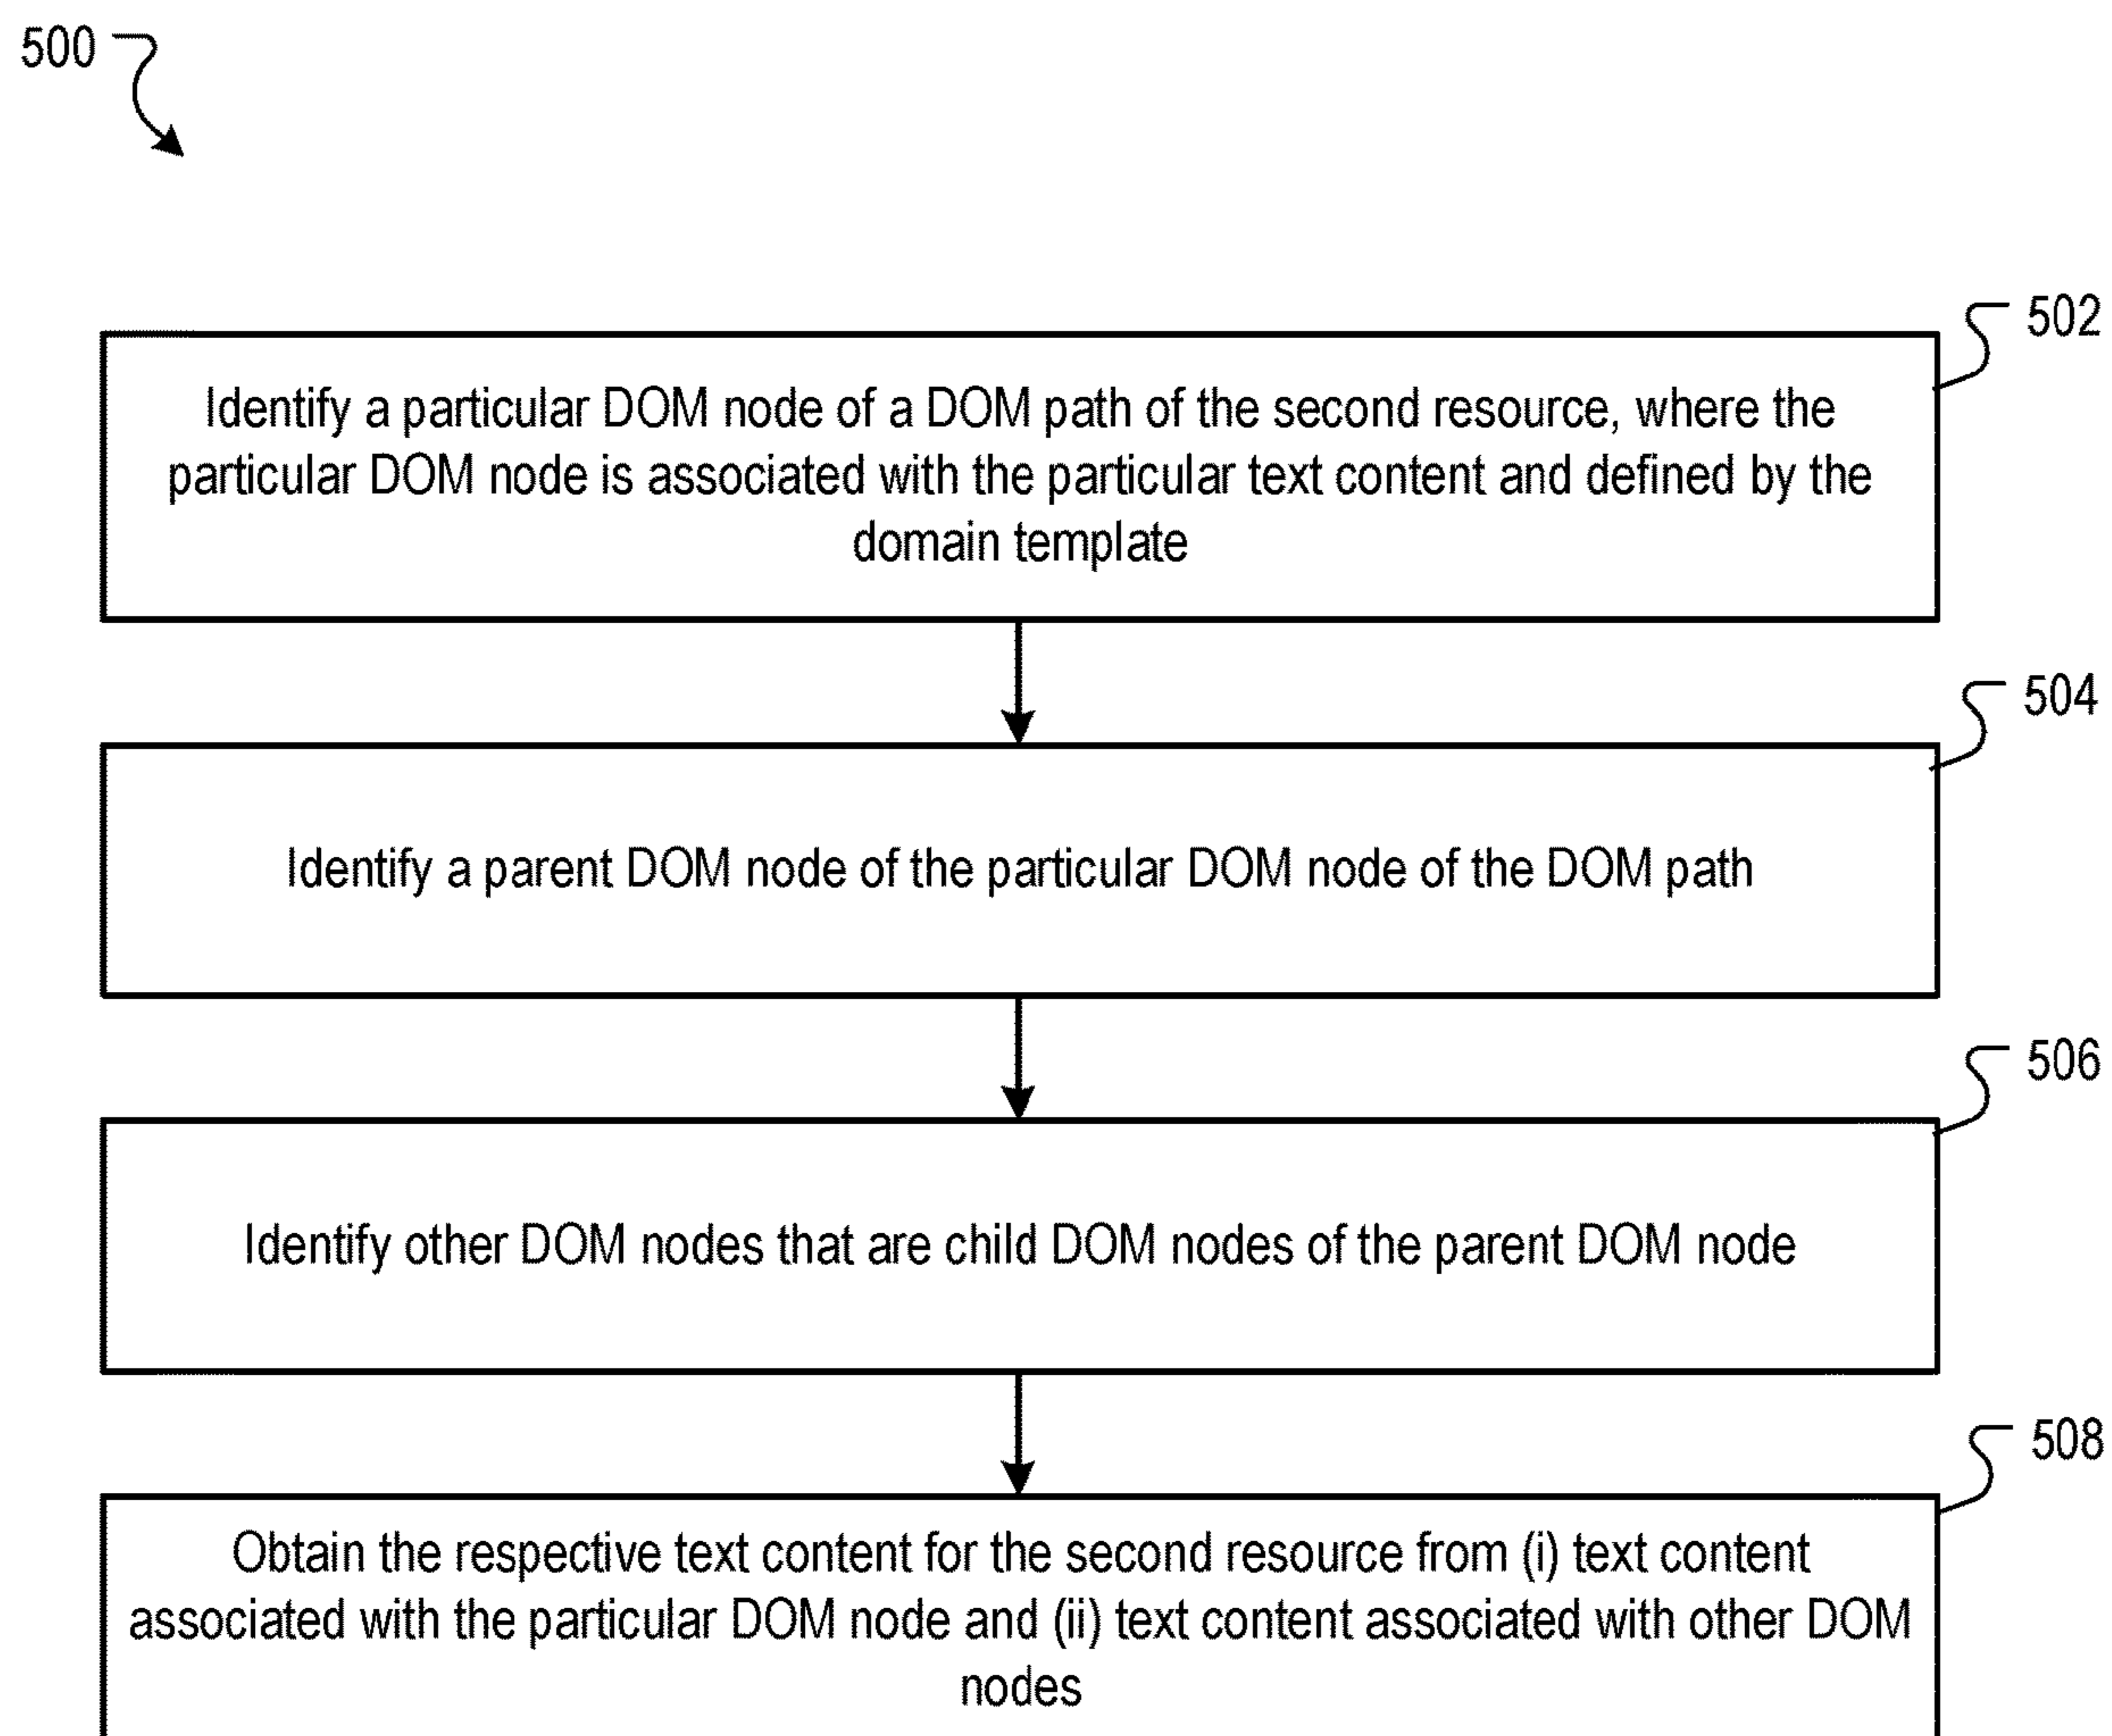 500
502
Identify a particular DOM node of a DOM path of the second resource, where the
particular DOM node is associated with the particular text content and defined by the
domain template
504
Identify a parent DOM node of the particular DOM node of the DOM path
506
Identify other DOM nodes that are child DOM nodes of the parent DOM node
508
Obtain the respective text content for the second resource from (i) text content
associated with the particular DOM node and (ii) text content associated with other DOM
nodes